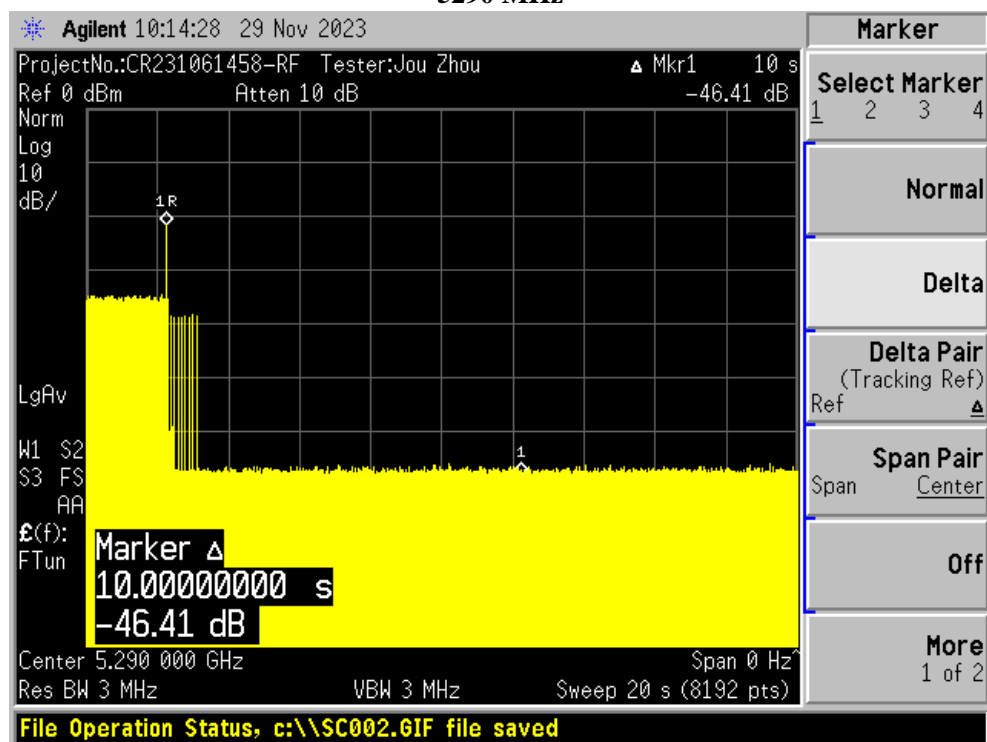 Agilent 10:14:28 29 Nov 2023
Marker
ProjectNo.:CR231061458-RF Tester:Jou Zhou
Δ Mkr1 10 s
Ref 0 dBm Atten 10 dB
-46.41 dB
Norm
Log
10
dB/
1R
1
LgAv
W1 S2
S3 FS
AA
£(f):
FTun
Marker Δ
10.00000000 s
-46.41 dB
Center 5.290 000 GHz
Span 0 Hz^
Res BW 3 MHz
VBW 3 MHz
Sweep 20 s (8192 pts)
Select Marker
1 2 3 4
Normal
Delta
Delta Pair
(Tracking Ref)
Ref Δ
Span Pair
Span Center
Off
More
1 of 2
File Operation Status, c:\\SC002.GIF file saved